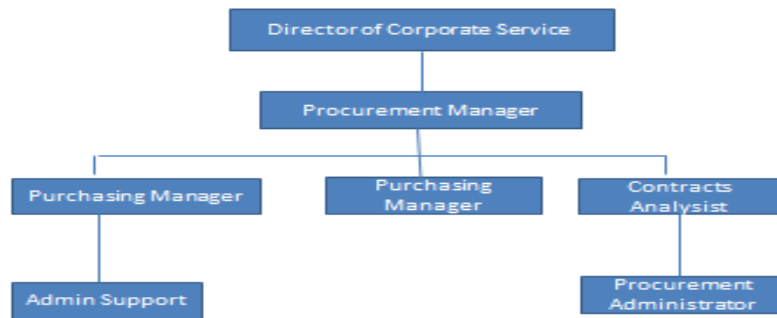 Director of Corporate Service
Procurement Manager
Purchasing Manager
Purchasing
Manager
Contracts
Analysist
Admin Support
Procurement
Administrator